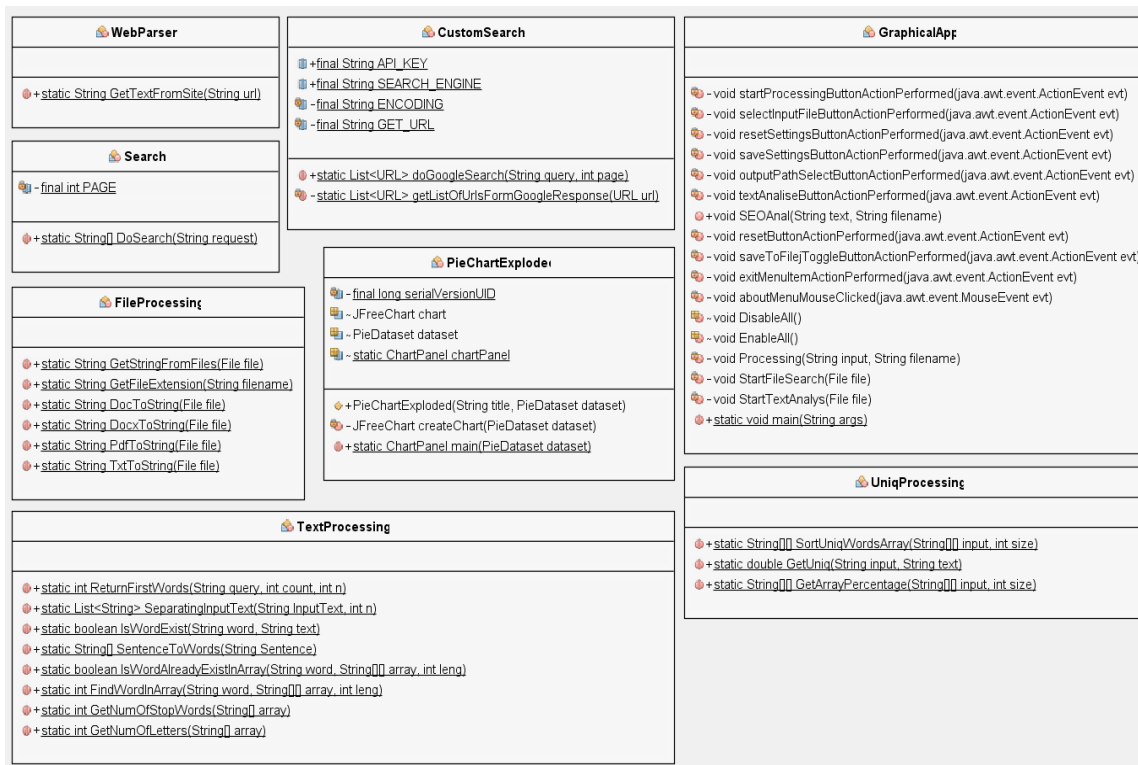 WebParser
+static String GetTextFromSite(String url)
Search
-final int PAGE
+static String[] DoSearch(String request)
FileProcessing
+static String GetStringFromFiles(File file)
+static String GetFileExtension(String filename)
+static String DocToString(File file)
+static String DocxToString(File file)
+static String PdfToString(File file)
+static String TxtToString(File file)
CustomSearch
+final String API_KEY
+final String SEARCH_ENGINE
-final String ENCODING
-final String GET_URL
+static List<URL> doGoogleSearch(String query, int page)
-static List<URL> getListOfUrlsFormGoogleResponse(URL url)
PieChartExploded
-final long serialVersionUID
~JFreeChart chart
~PieDataset dataset
~static ChartPanel chartPanel
+PieChartExploded(String title, PieDataset dataset)
-JFreeChart createChart(PieDataset dataset)
+static ChartPanel main(PieDataset dataset)
TextProcessing
+static int ReturnFirstWords(String query, int count, int n)
+static List<String> SeparatingInputText(String InputText, int n)
+static boolean IsWordExist(String word, String text)
+static String[] SentenceToWords(String Sentence)
+static boolean IsWordAlreadyExistInArray(String word, String[][] array, int leng)
+static int FindWordInArray(String word, String[][] array, int leng)
+static int GetNumOfStopWords(String[] array)
+static int GetNumOfLetters(String[] array)
GraphicalApp
-void startProcessingButtonActionPerformed(java.awt.event.ActionEvent evt)
-void selectInputFileButtonActionPerformed(java.awt.event.ActionEvent evt)
-void resetSettingsButtonActionPerformed(java.awt.event.ActionEvent evt)
-void saveSettingsButtonActionPerformed(java.awt.event.ActionEvent evt)
-void outputPathSelectButtonActionPerformed(java.awt.event.ActionEvent evt)
-void textAnaliseButtonActionPerformed(java.awt.event.ActionEvent evt)
+void SEOAnal(String text, String filename)
-void resetButtonActionPerformed(java.awt.event.ActionEvent evt)
-void saveToFilejToggleButtonActionPerformed(java.awt.event.ActionEvent evt)
-void exitMenuItemActionPerformed(java.awt.event.ActionEvent evt)
-void aboutMenuMouseClicked(java.awt.event.MouseEvent evt)
~void DisableAll()
~void EnableAll()
-void Processing(String input, String filename)
-void StartFileSearch(File file)
-void StartTextAnalys(File file)
+static void main(String args)
UniqProcessing
+static String[][] SortUniqWordsArray(String[][] input, int size)
+static double GetUniq(String input, String text)
+static String[][] GetArrayPercentage(String[][] input, int size)